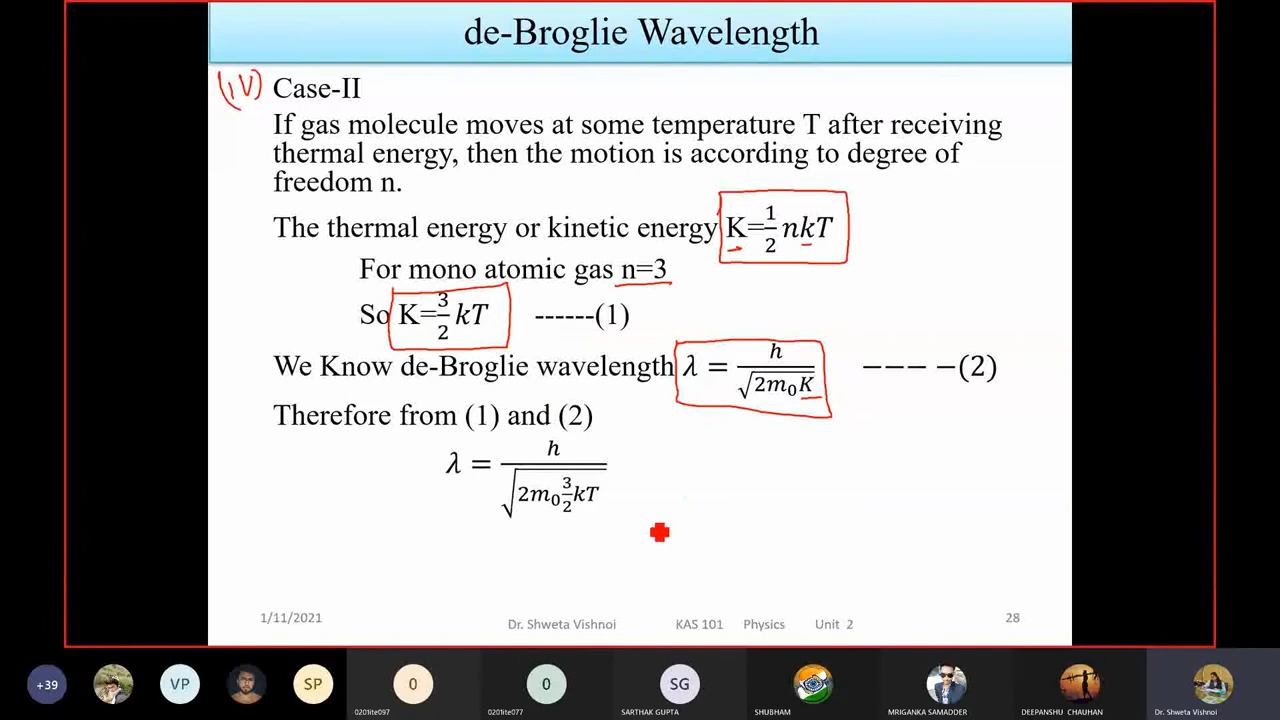 de-Broglie Wavelength
(iv) Case-II
If gas molecule moves at some temperature T after receiving
thermal energy, then the motion is according to degree of
freedom n.
The thermal energy or kinetic energy K=½ nkT
For mono atomic gas n=3
So K=3/2 kT ------(1)
We Know de-Broglie wavelength λ = h/√(2m₀K) −−−−−(2)
Therefore from (1) and (2)
λ = h/√(2m₀ 3/2 kT)
1/11/2021 Dr. Shweta Vishnoi KAS 101 Physics Unit 2 28
+39 VP SP 0 0 SG
0201ite097 0201ite077 SARTHAK GUPTA SHUBHAM MRIGANKA SAMADDER DEEPANSHU CHAUHAN Dr. Shweta Vishnoi